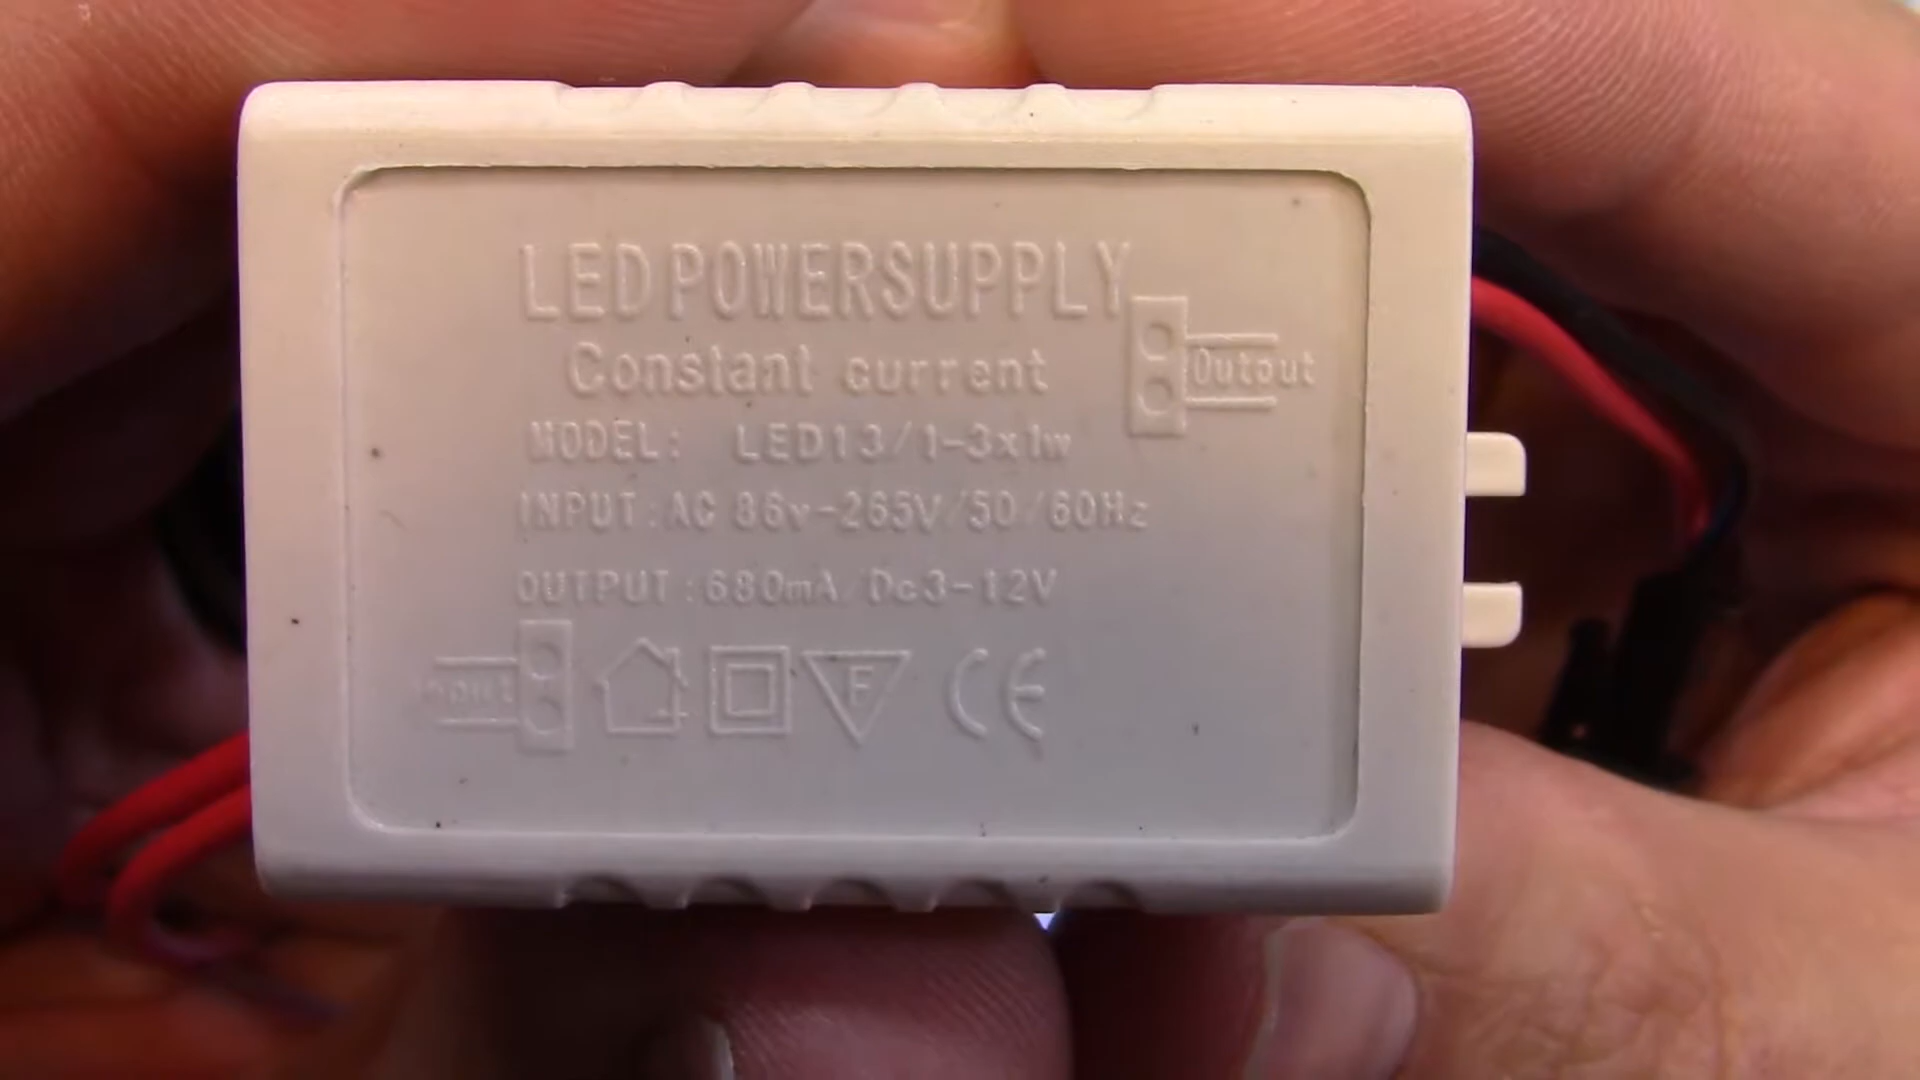 LED POWERSUPPLY
Constant current
Outout
MODEL: LED13/1-3x1w
INPUT:AC 86v-265V/50/60Hz
OUTPUT:680mA/Dc3-12V
F
CE